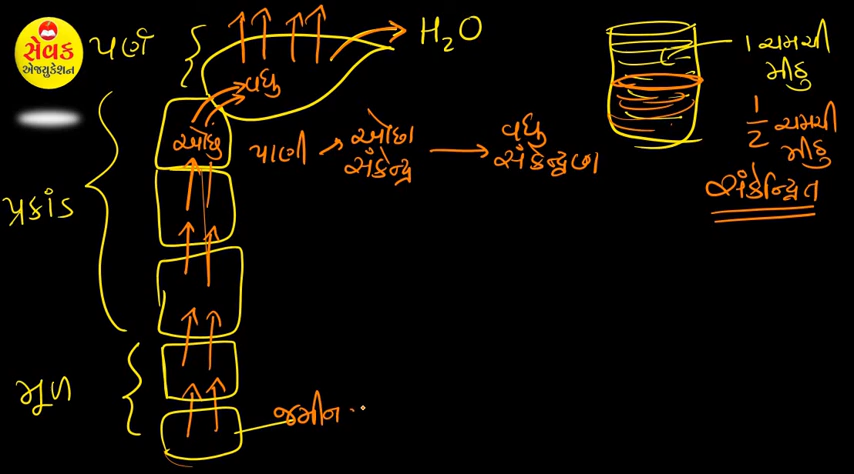 સેવક
એજ્યુકેશન
પર્ણ
H₂O
1 ચમચી
મીઠુ
વધુ
ઓછું
પાણી → ઓછા
સંકેન્દ્ર → વધુ
સંકેન્દ્રણ
1/2 ચમચી
મીઠુ
સંકેન્દ્રિત
પ્રકાંડ
મૂળ
જમીન